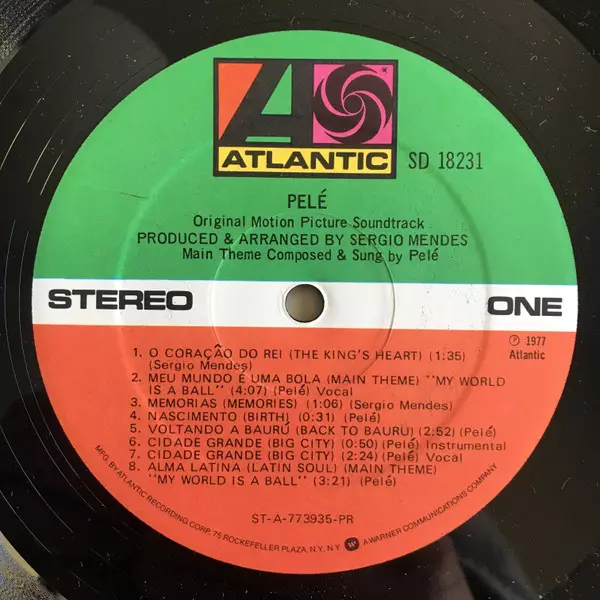 ATLANTIC
SD 18231
PELÉ
Original Motion Picture Soundtrack
PRODUCED & ARRANGED BY SERGIO MENDES
Main Theme Composed & Sung by Pelé
STEREO
ONE
℗ 1977
Atlantic
1. O CORAÇÃO DO REI (THE KING'S HEART) (1:35)
(Sergio Mendes)
2. MEU MUNDO É UMA BOLA (MAIN THEME) "MY WORLD
IS A BALL" (4:07) (Pelé) Vocal
3. MEMORIAS (MEMORIES) (1:06) (Sergio Mendes)
4. NASCIMENTO (BIRTH) (0:31) (Pelé)
5. VOLTANDO A BAURÚ (BACK TO BAURÚ) (2:52) (Pelé)
6. CIDADE GRANDE (BIG CITY) (0:50) (Pelé) Instrumental
7. CIDADE GRANDE (BIG CITY) (2:24) (Pelé) Vocal
8. ALMA LATINA (LATIN SOUL) (MAIN THEME)
"MY WORLD IS A BALL" (3:21) (Pelé)
ST-A-773935-PR
MFG. BY ATLANTIC RECORDING CORP. 75 ROCKEFELLER PLAZA, N.Y., N.Y. A WARNER COMMUNICATIONS COMPANY